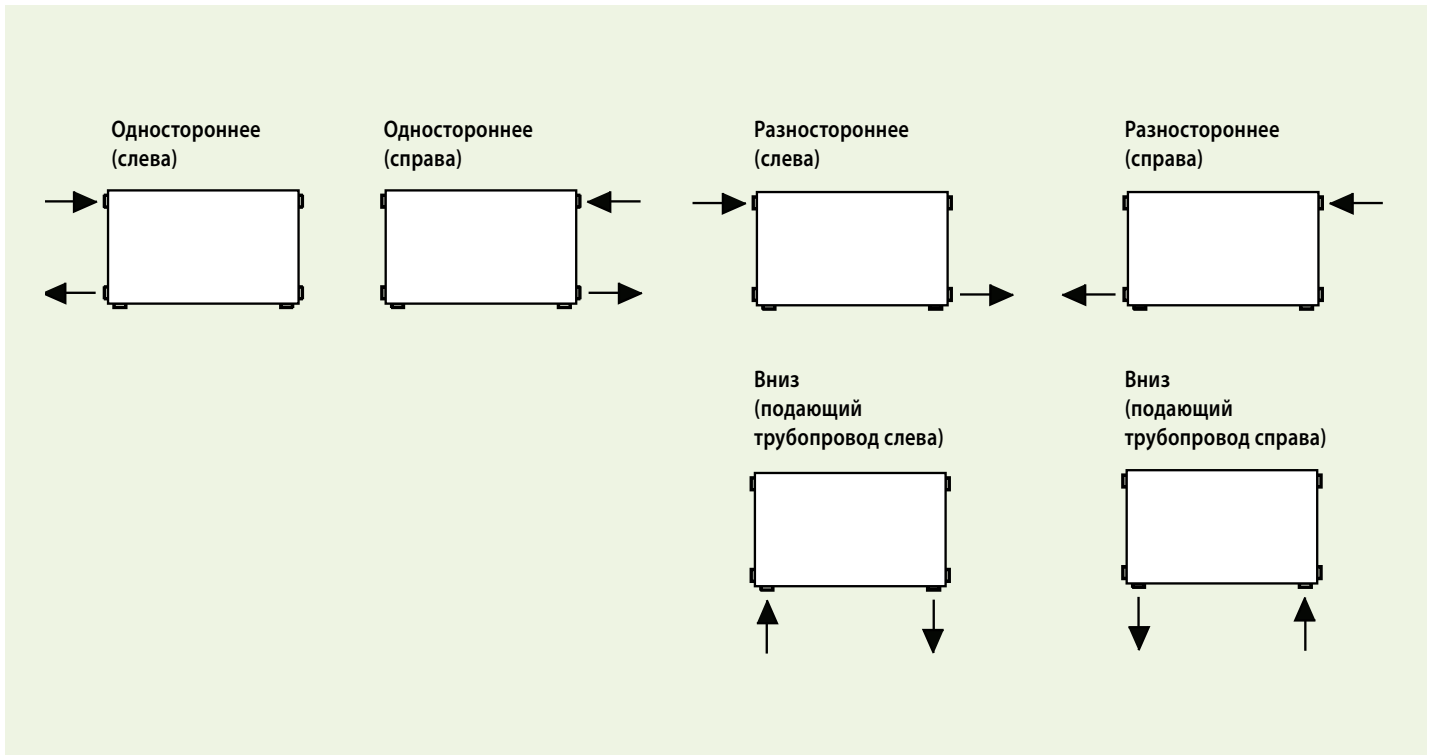 Одностороннее
(слева)
Одностороннее
(справа)
Разностороннее
(слева)
Разностороннее
(справа)
Вниз
(подающий
трубопровод слева)
Вниз
(подающий
трубопровод справа)